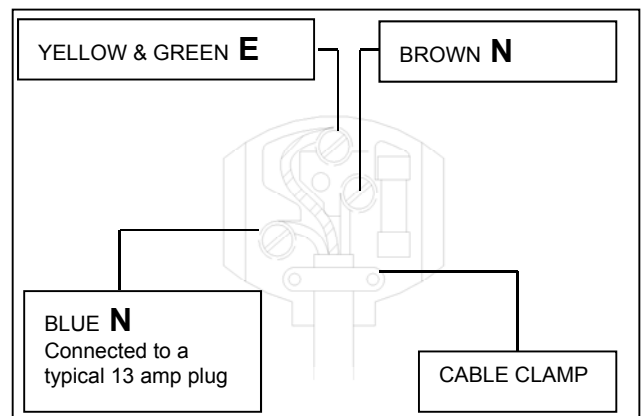 YELLOW & GREEN E
BROWN N
BLUE N
Connected to a
typical 13 amp plug
CABLE CLAMP